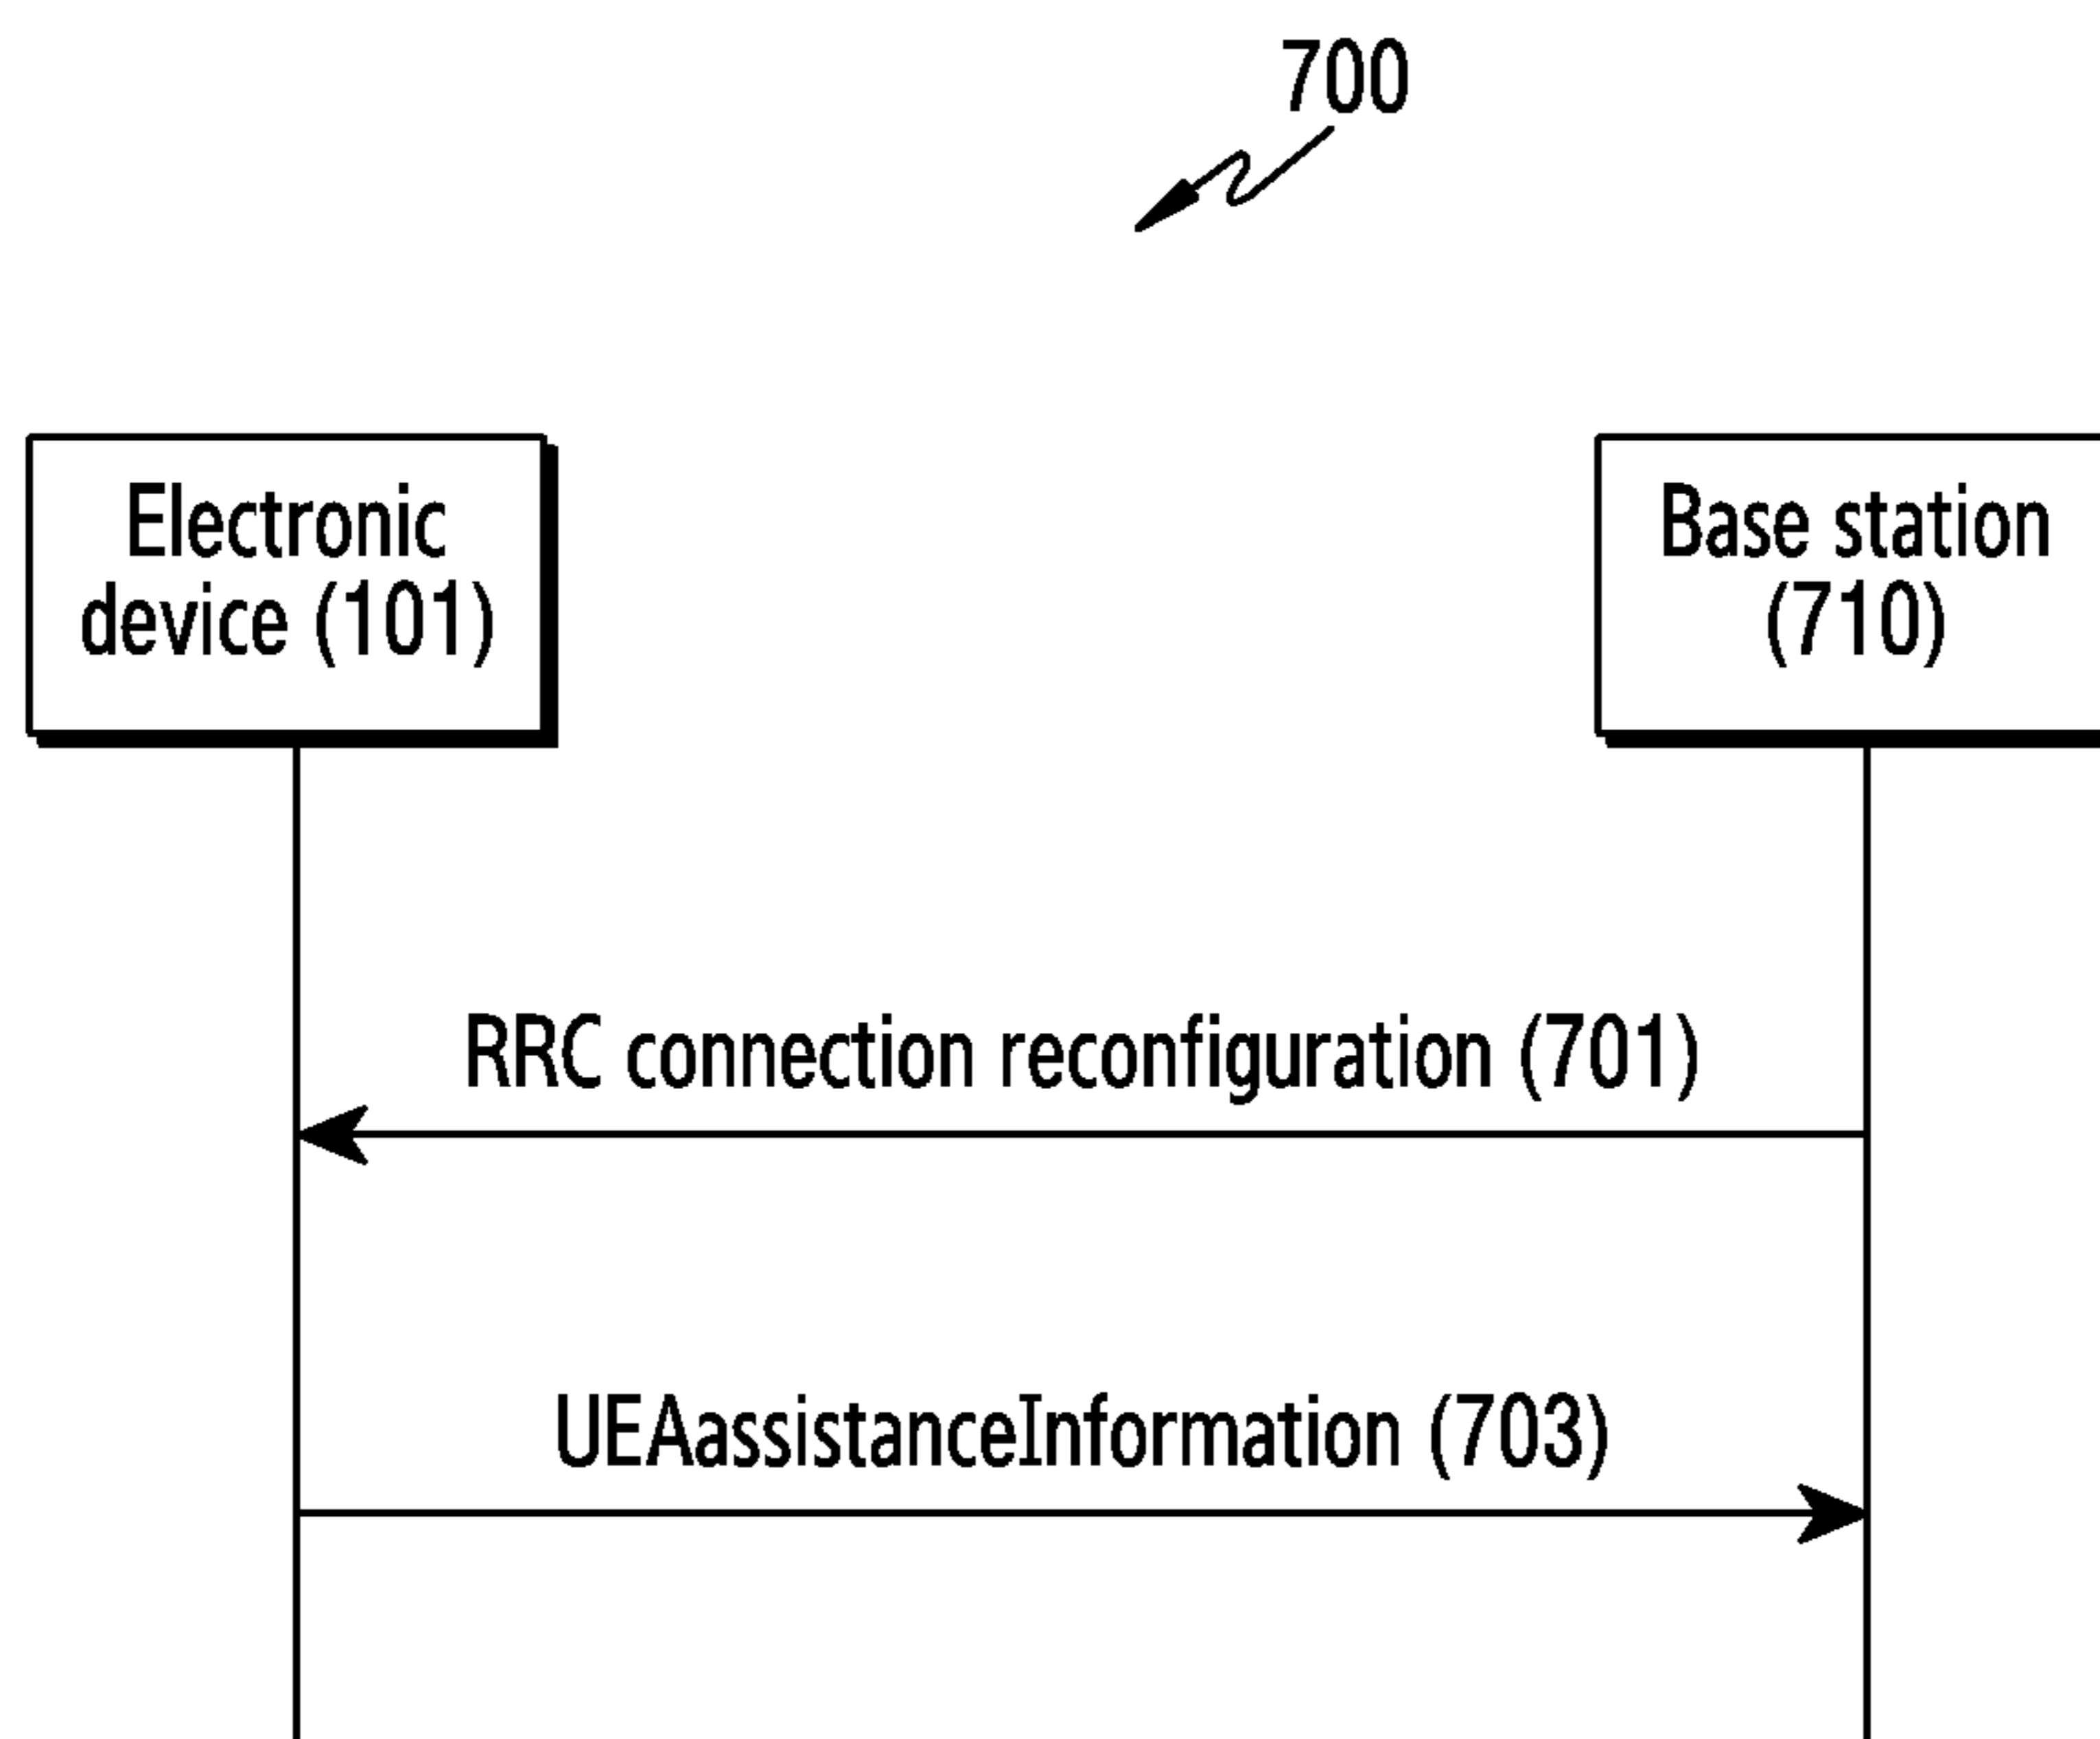 700
Electronic
device (101)
Base station
(710)
RRC connection reconfiguration (701)
UEAassistanceInformation (703)